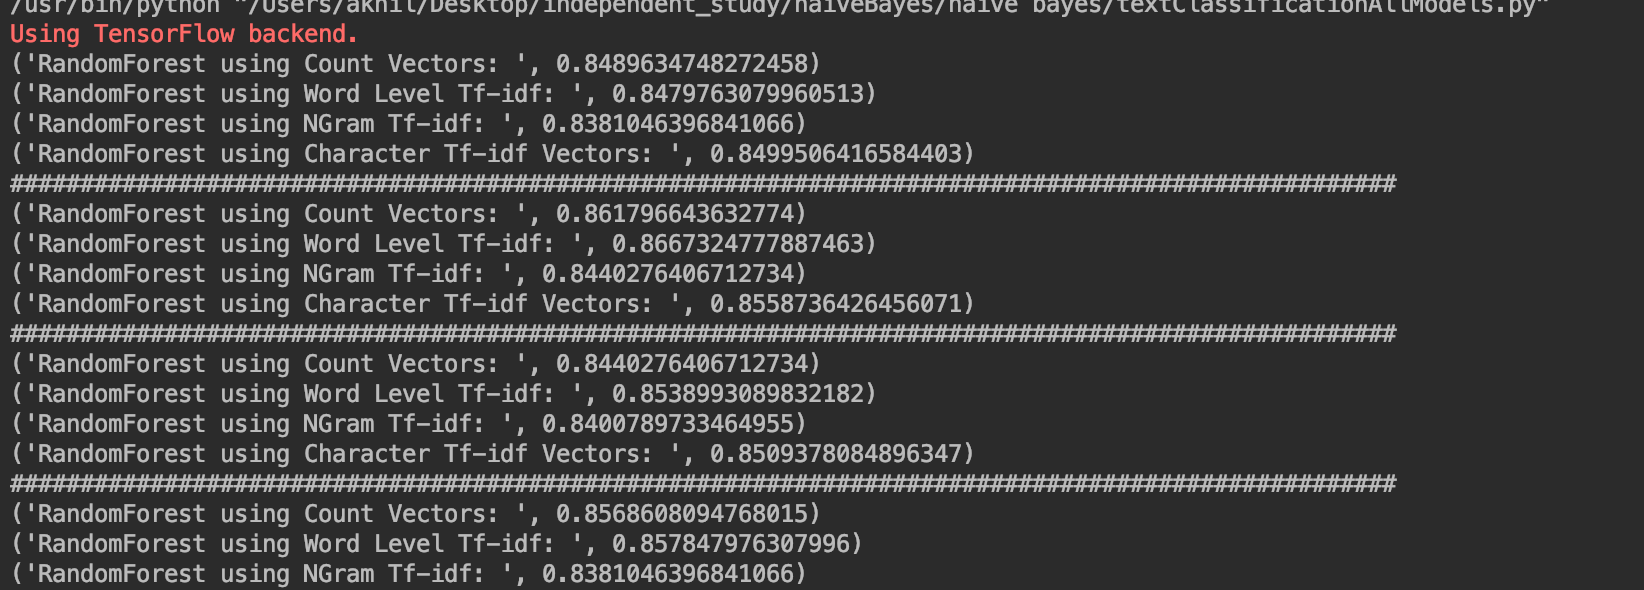 /usr/bin/python "/Users/akhil/Desktop/independent_study/naiveBayes/naive bayes/textClassificationAllModels.py"
Using TensorFlow backend.
('RandomForest using Count Vectors: ', 0.8489634748272458)
('RandomForest using Word Level Tf-idf: ', 0.8479763079960513)
('RandomForest using NGram Tf-idf: ', 0.8381046396841066)
('RandomForest using Character Tf-idf Vectors: ', 0.8499506416584403)
###################################################################################################
('RandomForest using Count Vectors: ', 0.861796643632774)
('RandomForest using Word Level Tf-idf: ', 0.8667324777887463)
('RandomForest using NGram Tf-idf: ', 0.8440276406712734)
('RandomForest using Character Tf-idf Vectors: ', 0.8558736426456071)
###################################################################################################
('RandomForest using Count Vectors: ', 0.8440276406712734)
('RandomForest using Word Level Tf-idf: ', 0.8538993089832182)
('RandomForest using NGram Tf-idf: ', 0.8400789733464955)
('RandomForest using Character Tf-idf Vectors: ', 0.8509378084896347)
###################################################################################################
('RandomForest using Count Vectors: ', 0.8568608094768015)
('RandomForest using Word Level Tf-idf: ', 0.857847976307996)
('RandomForest using NGram Tf-idf: ', 0.8381046396841066)